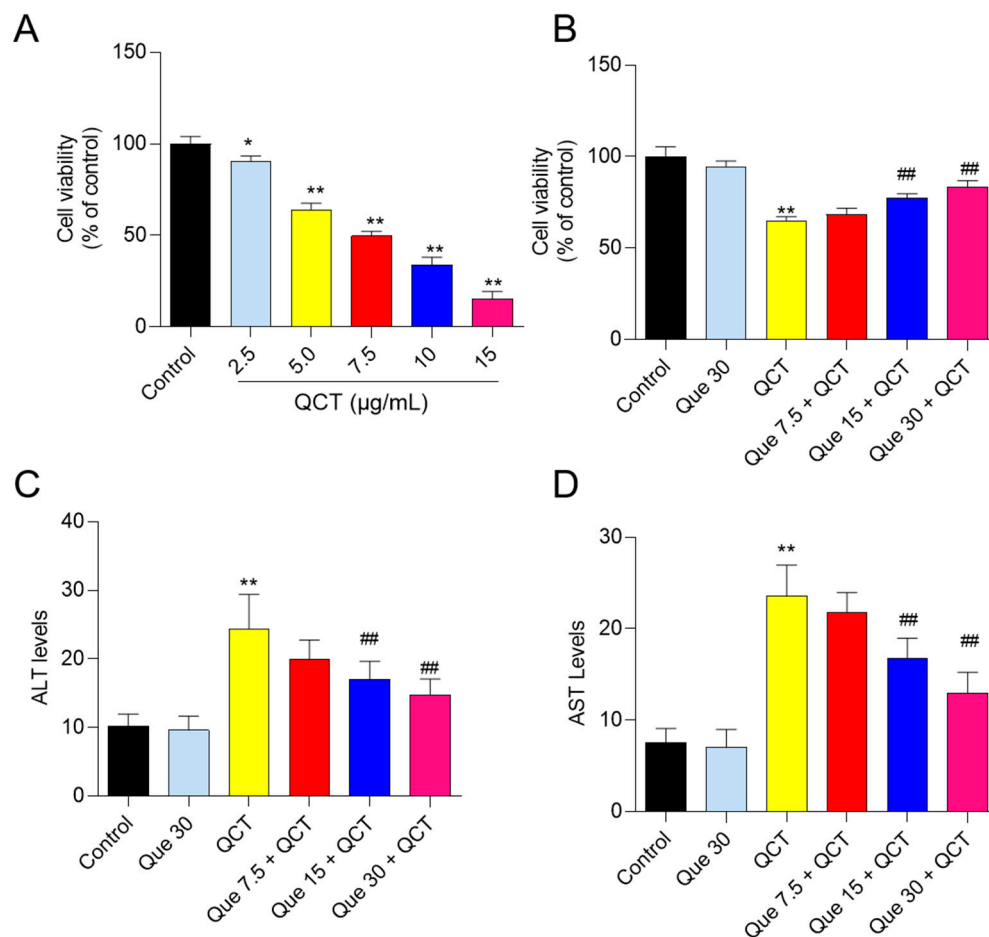 A
Cell viability
(% of control)
150
100
50
0
*
**
**
**
**
Control
2.5
5.0
7.5
10
15
QCT (µg/mL)
B
Cell viability
(% of control)
150
100
50
0
**
##
##
Control
Que 30
QCT
Que 7.5 + QCT
Que 15 + QCT
Que 30 + QCT
C
ALT levels
40
30
20
10
0
**
##
##
Control
Que 30
QCT
Que 7.5 + QCT
Que 15 + QCT
Que 30 + QCT
D
AST Levels
30
20
10
0
**
##
##
Control
Que 30
QCT
Que 7.5 + QCT
Que 15 + QCT
Que 30 + QCT